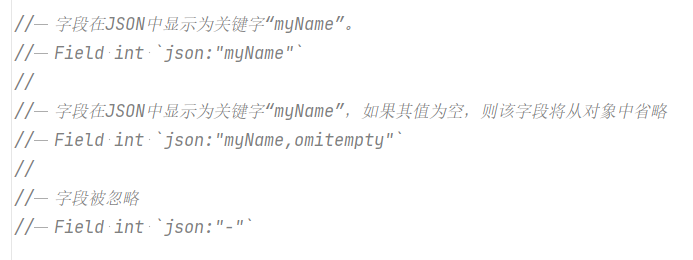 //— 字段在JSON中显示为关键字“myName”。
//— Field int `json:"myName"`
//
//— 字段在JSON中显示为关键字“myName”，如果其值为空，则该字段将从对象中省略
//— Field int `json:"myName,omitempty"`
//
//— 字段被忽略
//— Field int `json:"-"`